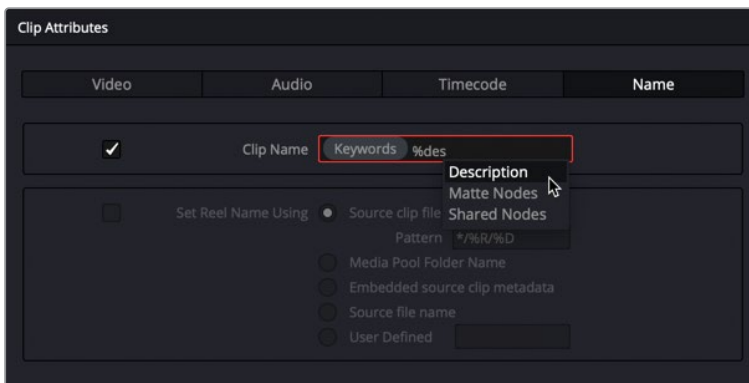 Clip Attributes
Video Audio Timecode Name
Clip Name Keywords %des
Description
Matte Nodes
Set Reel Name Using Source clip file Shared Nodes
Pattern */%R/%D
Media Pool Folder Name
Embedded source clip metadata
Source file name
User Defined